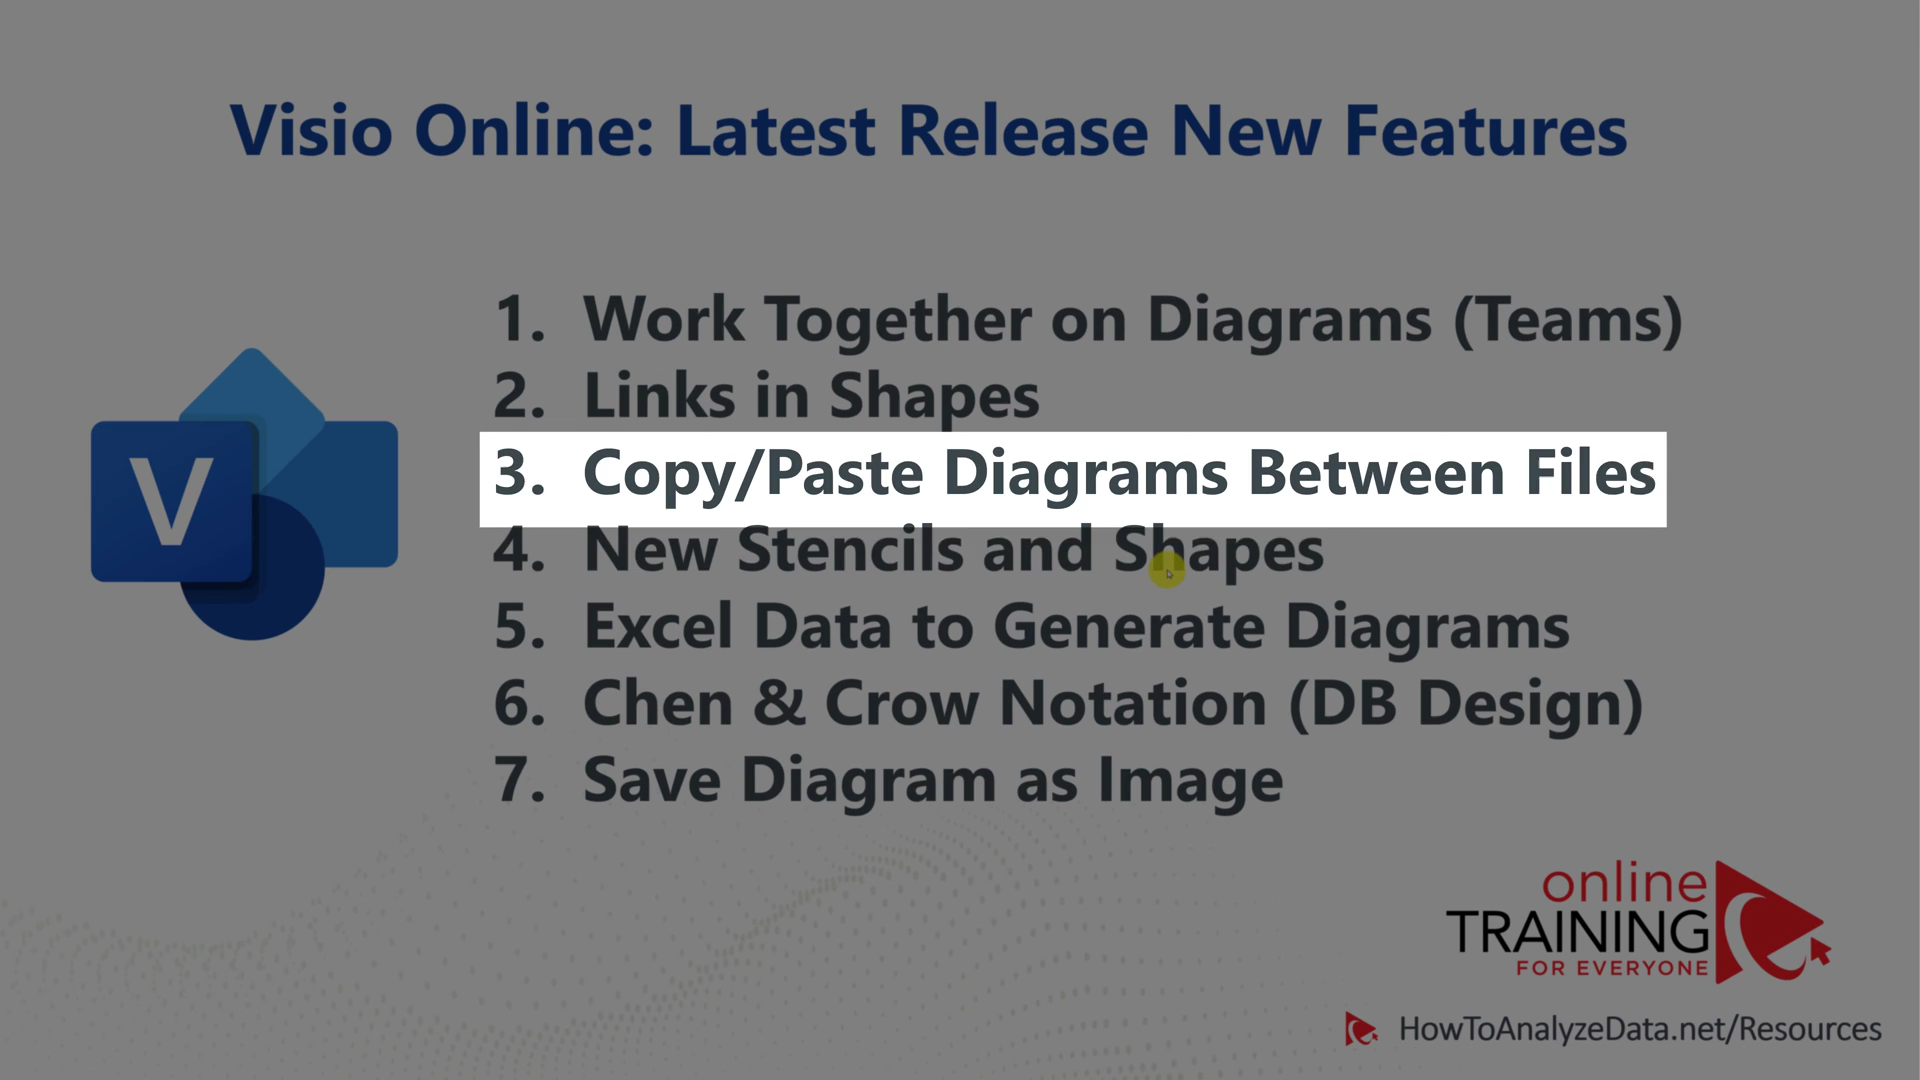 Visio Online: Latest Release New Features
1. Work Together on Diagrams (Teams)
2. Links in Shapes
3. Copy/Paste Diagrams Between Files
4. New Stencils and Shapes
5. Excel Data to Generate Diagrams
6. Chen & Crow Notation (DB Design)
7. Save Diagram as Image
V
online
TRAINING
FOR EVERYONE
HowToAnalyzeData.net/Resources